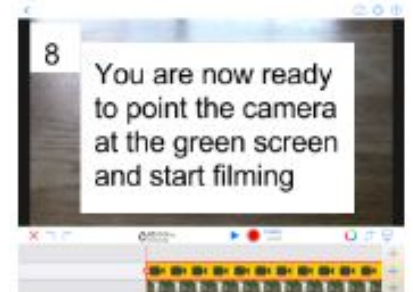 8
You are now ready
to point the camera
at the green screen
and start filming